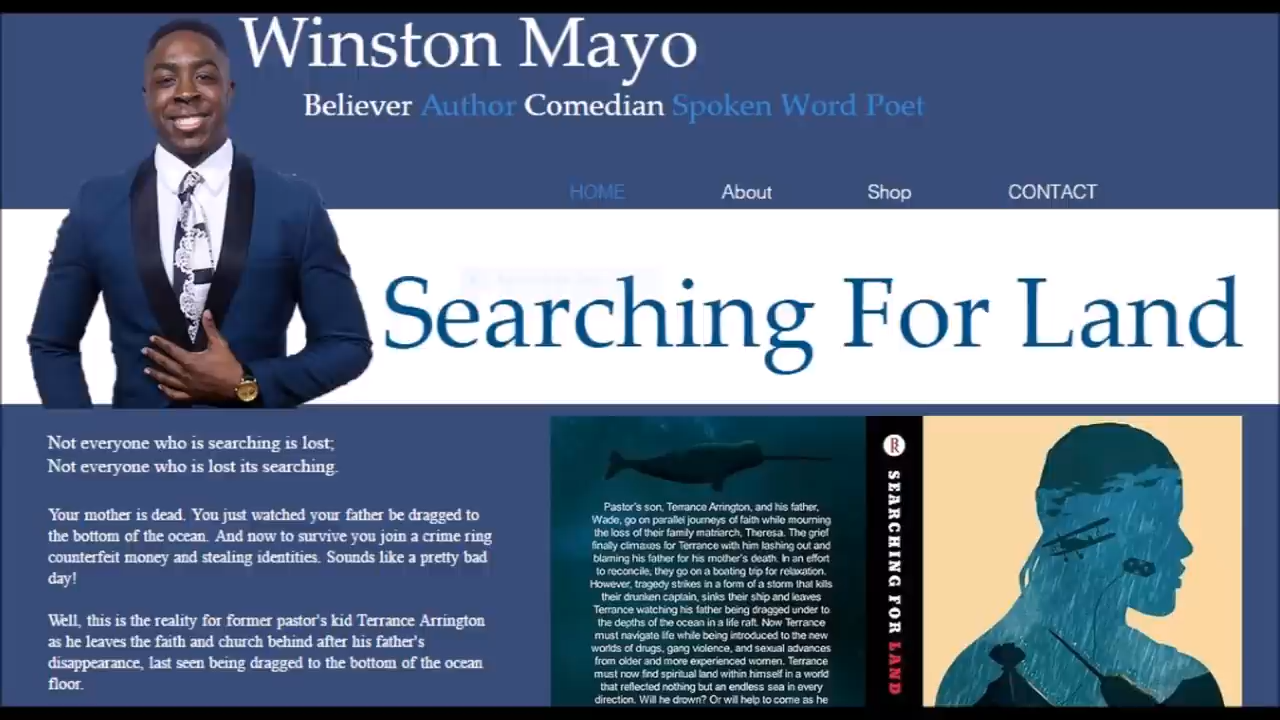 Winston Mayo
Believer Author Comedian Spoken Word Poet
HOME About Shop CONTACT
Searching For Land
Not everyone who is searching is lost;
Not everyone who is lost its searching.
Your mother is dead. You just watched your father be dragged to
the bottom of the ocean. And now to survive you join a crime ring
counterfeit money and stealing identities. Sounds like a pretty bad
day!
Well, this is the reality for former pastor's kid Terrance Arrington
as he leaves the faith and church behind after his father's
disappearance, last seen being dragged to the bottom of the ocean
floor.
Pastor's son, Terrance Arrington, and his father,
Wade, go on parallel journeys of faith while mourning
the loss of their family matriarch, Theresa. The grief
finally climaxes for Terrance with him lashing out and
blaming his father for his mother's death. In an effort
to reconcile, they go on a boating trip for relaxation.
However, tragedy strikes in a form of a storm that kills
their drunken captain, sinks their ship and leaves
Terrance watching his father being dragged under to
the depths of the ocean in a life raft. Now Terrance
must navigate life while being introduced to the new
worlds of drugs, gang violence, and sexual advances
from older and more experienced women. Terrance
must now find spiritual land within himself in a world
that reflected nothing but an endless sea in every
direction. Will he drown? Or will help to come as he
SEARCHING FOR LAND